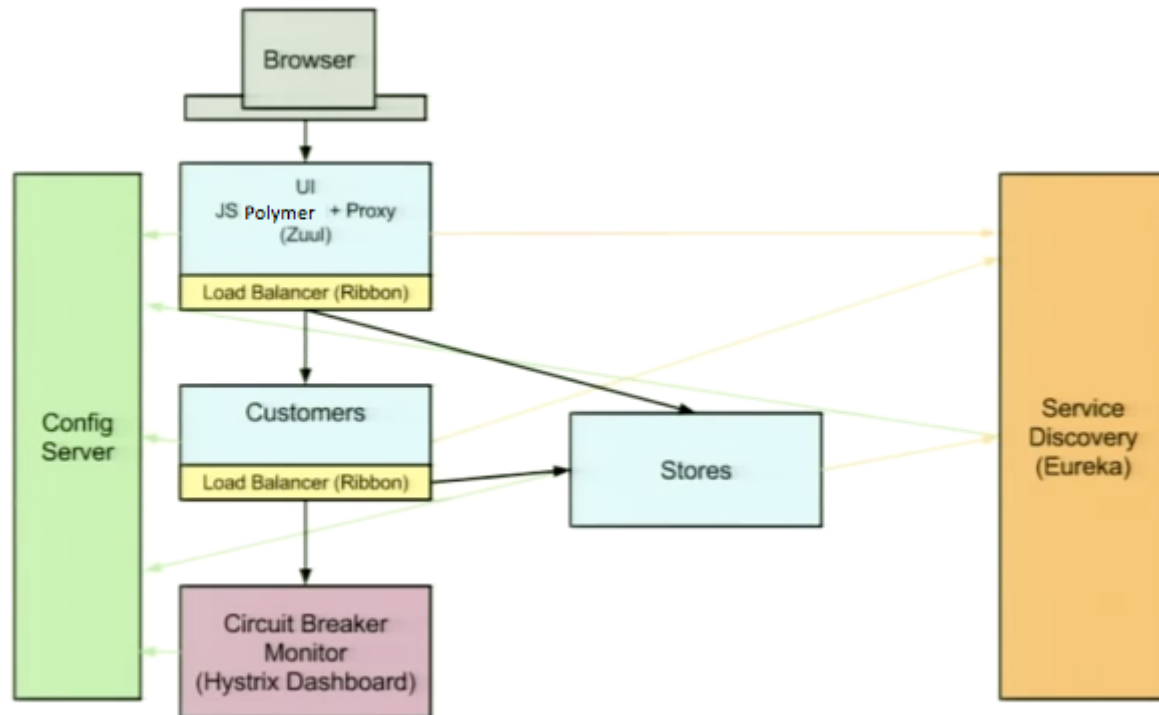 Browser
UI
JS Polymer + Proxy
(Zuul)
Load Balancer (Ribbon)
Config
Server
Customers
Load Balancer (Ribbon)
Stores
Service
Discovery
(Eureka)
Circuit Breaker
Monitor
(Hystrix Dashboard)